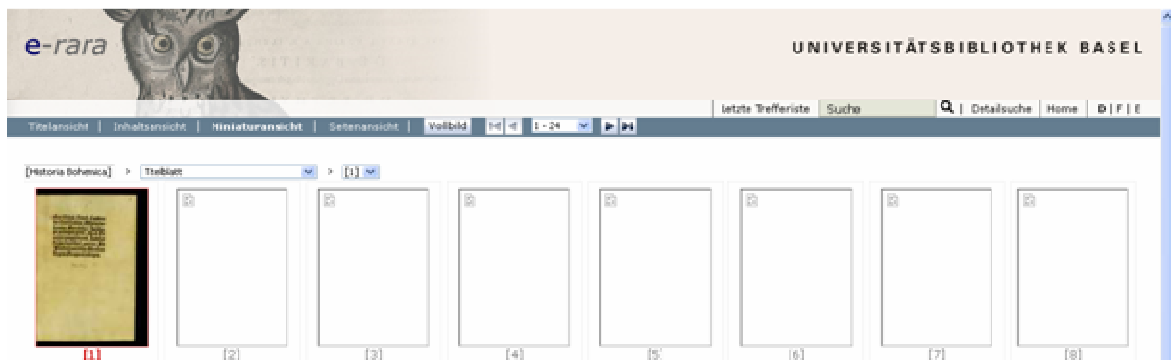 e-rara
UNIVERSITÄTSBIBLIOTHEK BASEL
letzte Trefferliste Suche | Detailsuche | Home | D | F | E
Titelansicht | Inhaltsansicht | Miniaturansicht | Seitenansicht | Vollbild 1 - 24
[Historia Bohemica] > Titelblatt > [1]
[1] [2] [3] [4] [5] [6] [7] [8]